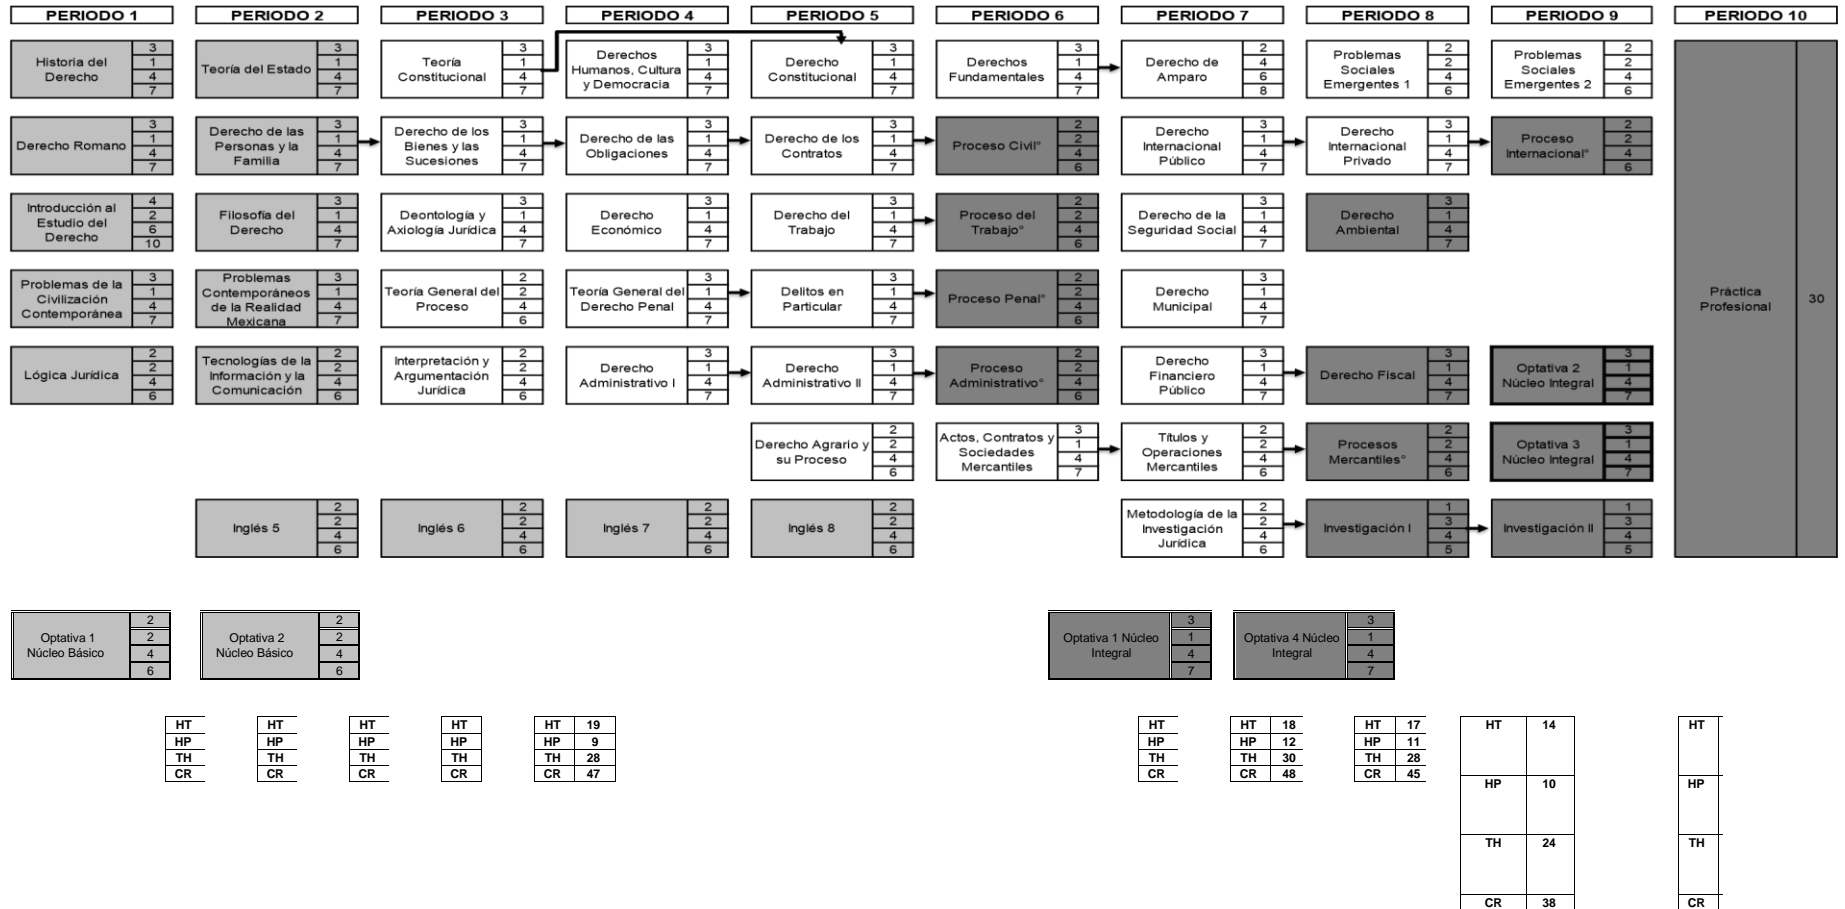 PERIODO 1 PERIODO 2 PERIODO 3 PERIODO 4 PERIODO 5 PERIODO 6 PERIODO 7 PERIODO 8 PERIODO 9 PERIODO 10
Historia del
Derecho
3
1
4
7
Teoría del Estado
3
1
4
7
Teoría
Constitucional
3
1
4
7
Derechos
Humanos, Cultura
y Democracia
3
1
4
7
Derecho
Constitucional
3
1
4
7
Derechos
Fundamentales
3
1
4
7
Derecho de
Amparo
2
4
6
8
Problemas
Sociales
Emergentes 1
2
2
4
6
Problemas
Sociales
Emergentes 2
2
2
4
6
Práctica
Profesional
30
Derecho Romano
3
1
4
7
Derecho de las
Personas y la
Familia
3
1
4
7
Derecho de los
Bienes y las
Sucesiones
3
1
4
7
Derecho de las
Obligaciones
3
1
4
7
Derecho de los
Contratos
3
1
4
7
Proceso Civil°
2
2
4
6
Derecho
Internacional
Público
3
1
4
7
Derecho
Internacional
Privado
3
1
4
7
Proceso
Internacional°
2
2
4
6
Introducción al
Estudio del
Derecho
4
2
6
10
Filosofía del
Derecho
3
1
4
7
Deontología y
Axiología Jurídica
3
1
4
7
Derecho
Económico
3
1
4
7
Derecho del
Trabajo
3
1
4
7
Proceso del
Trabajo°
2
2
4
6
Derecho de la
Seguridad Social
3
1
4
7
Derecho
Ambiental
3
1
4
7
Problemas de la
Civilización
Contemporánea
3
1
4
7
Problemas
Contemporáneos
de la Realidad
Mexicana
3
1
4
7
Teoría General del
Proceso
2
2
4
6
Teoría General del
Derecho Penal
3
1
4
7
Delitos en
Particular
3
1
4
7
Proceso Penal°
2
2
4
6
Derecho
Municipal
3
1
4
7
Lógica Jurídica
2
2
4
6
Tecnologías de la
Información y la
Comunicación
2
2
4
6
Interpretación y
Argumentación
Jurídica
2
2
4
6
Derecho
Administrativo I
3
1
4
7
Derecho
Administrativo II
3
1
4
7
Proceso
Administrativo°
2
2
4
6
Derecho
Financiero
Público
3
1
4
7
Derecho Fiscal
3
1
4
7
Optativa 2
Núcleo Integral
3
1
4
7
Derecho Agrario y
su Proceso
2
2
4
6
Actos, Contratos y
Sociedades
Mercantiles
3
1
4
7
Títulos y
Operaciones
Mercantiles
2
2
4
6
Procesos
Mercantiles°
2
2
4
6
Optativa 3
Núcleo Integral
3
1
4
7
Inglés 5
2
2
4
6
Inglés 6
2
2
4
6
Inglés 7
2
2
4
6
Inglés 8
2
2
4
6
Metodología de la
Investigación
Jurídica
2
2
4
6
Investigación I
1
3
4
5
Investigación II
1
3
4
5
Optativa 1
Núcleo Básico
2
2
4
6
Optativa 2
Núcleo Básico
2
2
4
6
Optativa 1 Núcleo
Integral
3
1
4
7
Optativa 4 Núcleo
Integral
3
1
4
7
HT
HP
TH
CR
HT
HP
TH
CR
HT
HP
TH
CR
HT
HP
TH
CR
HT 19
HP 9
TH 28
CR 47
HT
HP
TH
CR
HT 18
HP 12
TH 30
CR 48
HT 17
HP 11
TH 28
CR 45
HT 14
HP 10
TH 24
CR 38
HT
HP
TH
CR